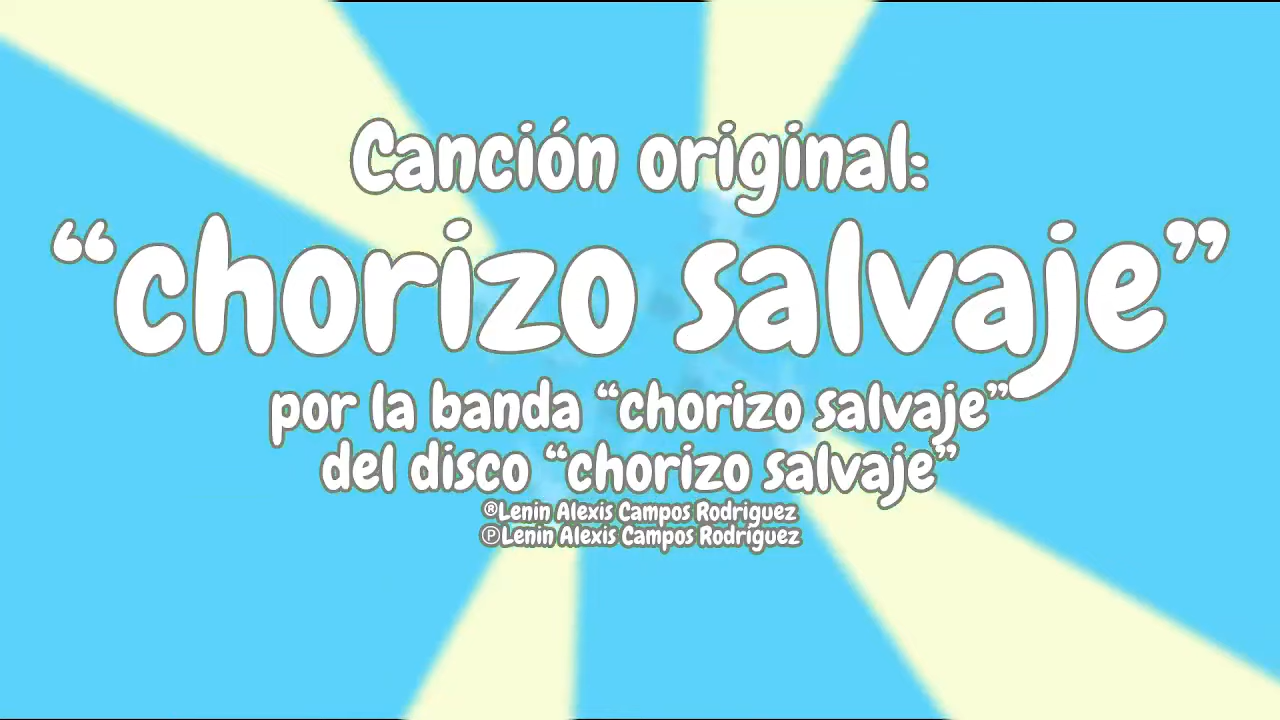 Canción original:
“chorizo salvaje”
por la banda “chorizo salvaje”
del disco “chorizo salvaje”
®Lenin Alexis Campos Rodriguez
℗Lenin Alexis Campos Rodríguez